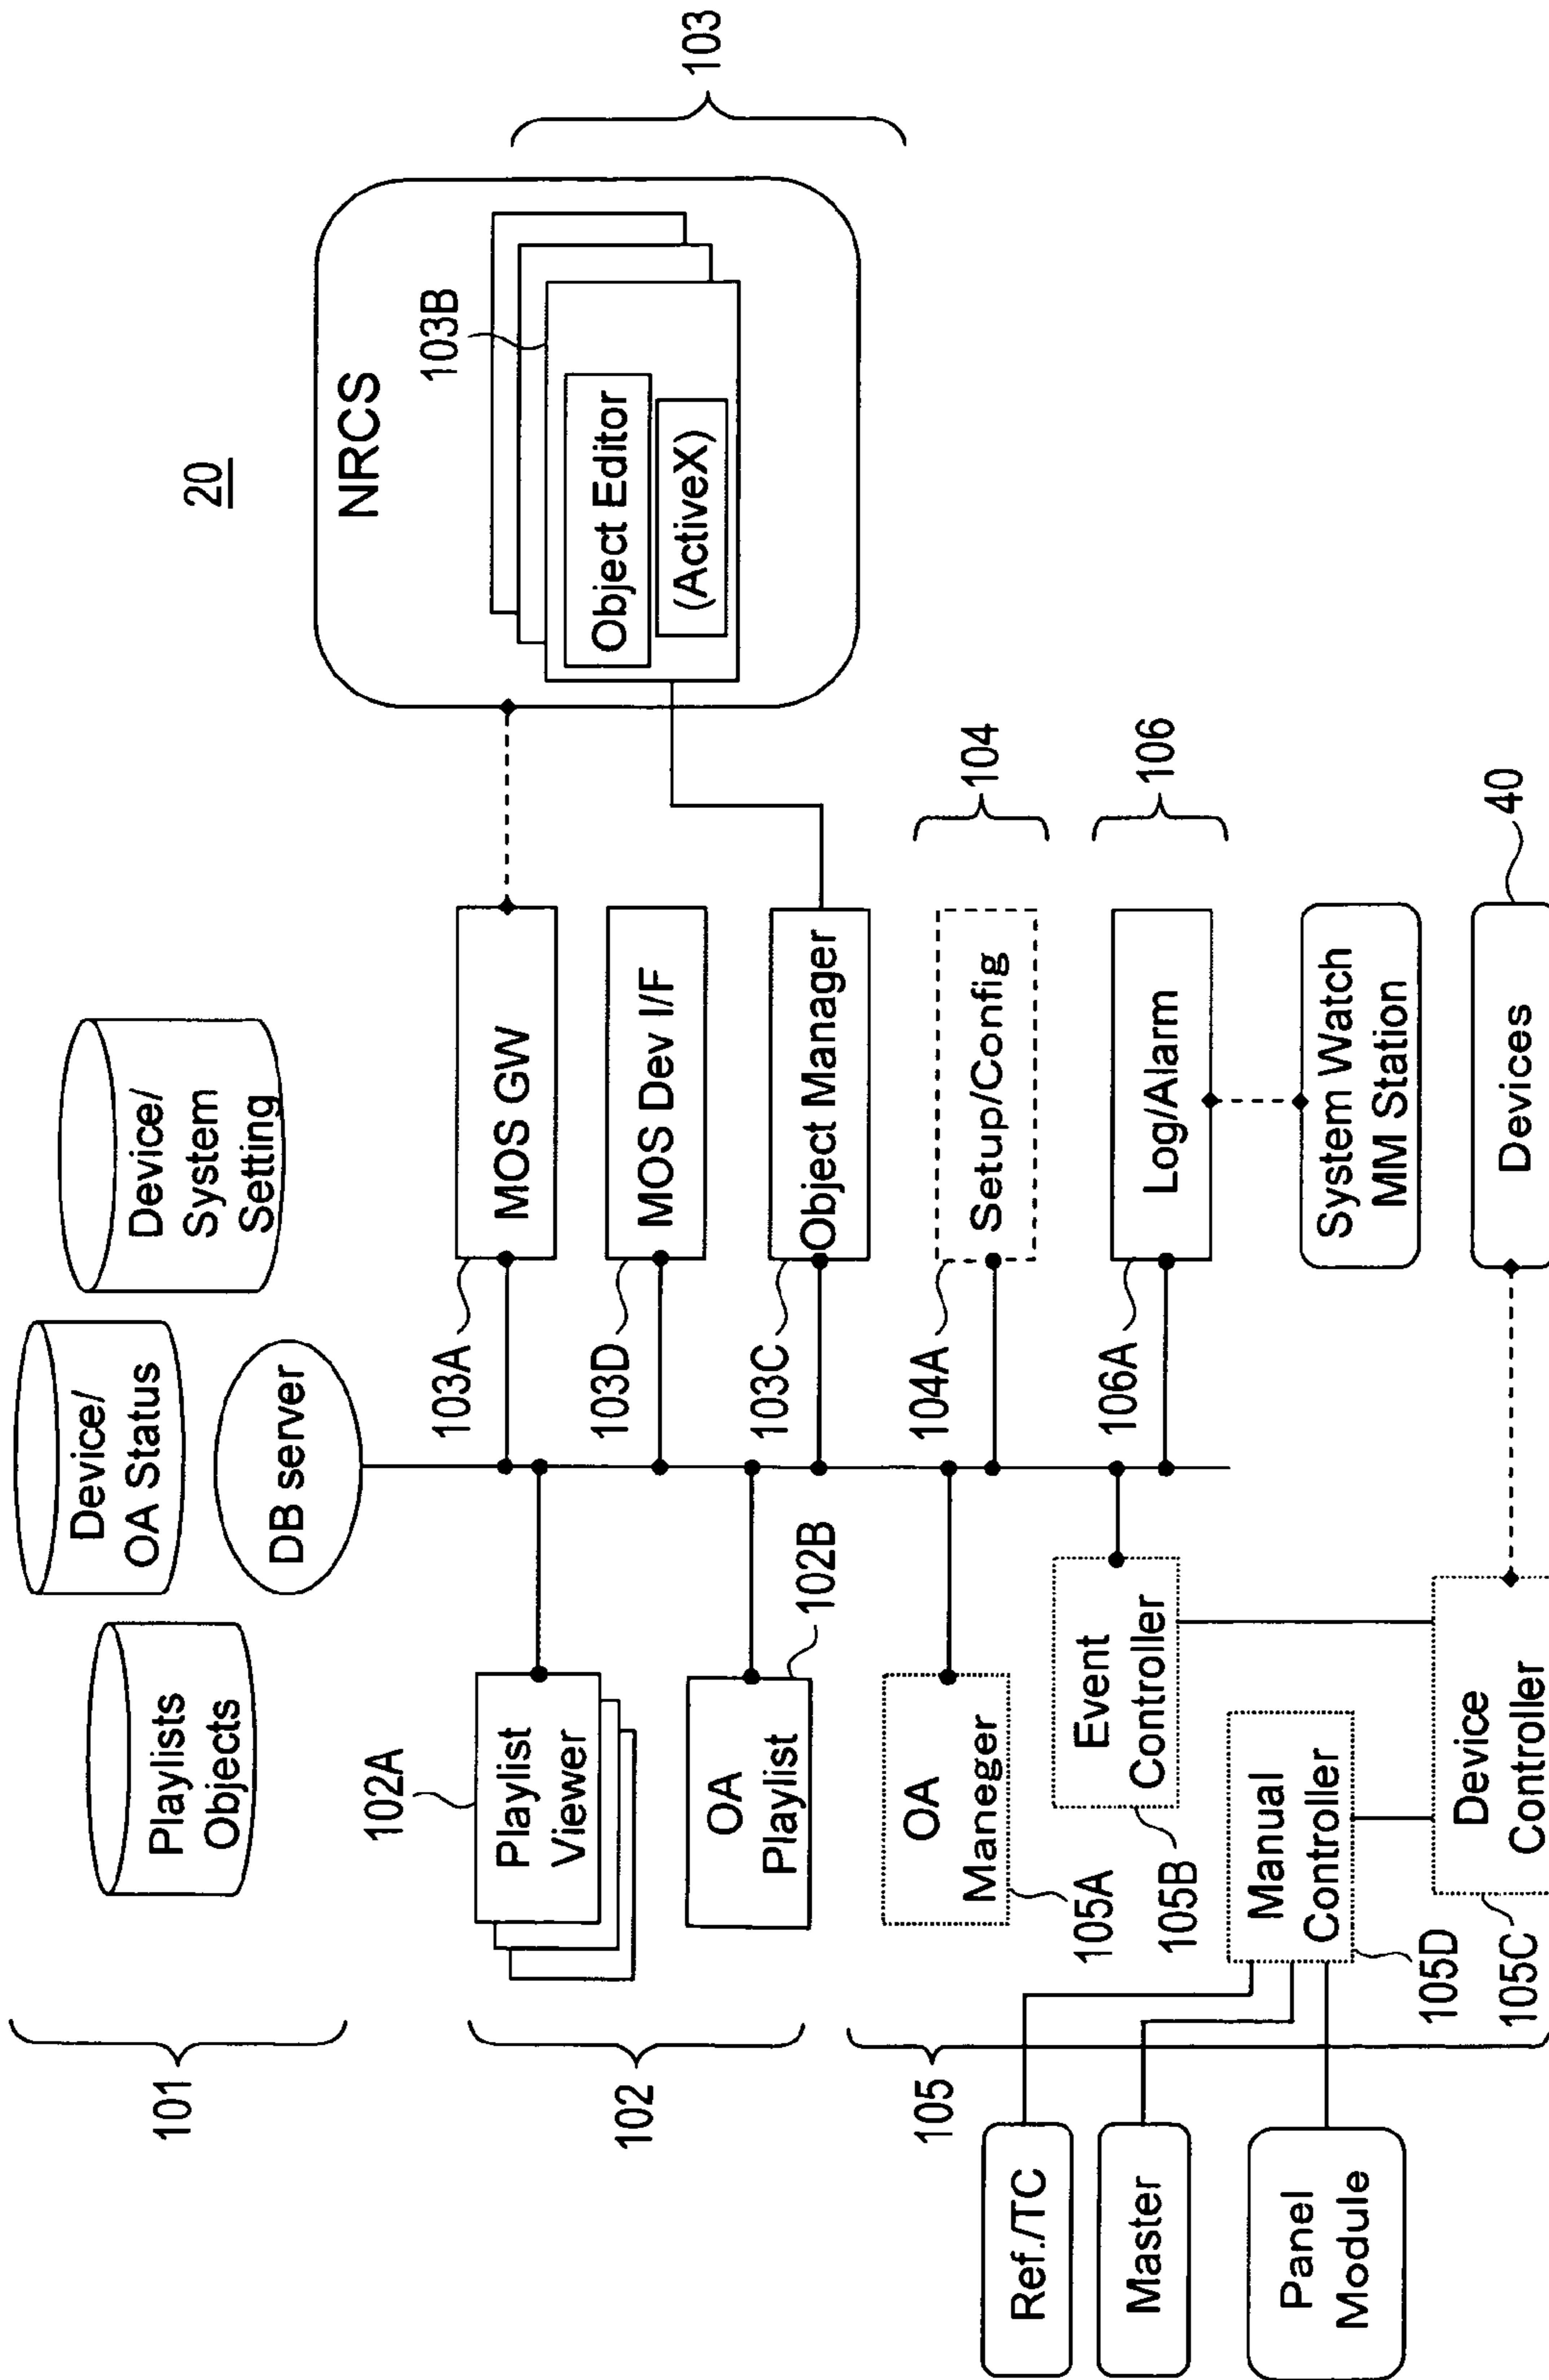 20
101
Playlists
Objects
Device/
OA Status
Device/
System
Setting
DB server
NRCS
103B
Object Editor
(ActiveX)
103
102
102A
Playlist
Viewer
102B
OA
Playlist
103A
MOS GW
103D
MOS Dev I/F
103C
Object Manager
104A
Setup/Config
104
106A
Log/Alarm
106
System Watch
MM Station
105
OA
Maneger
105A
Event
Controller
105B
Manual
Controller
105D
Device
Controller
105C
Devices
40
Ref./TC
Master
Panel
Module